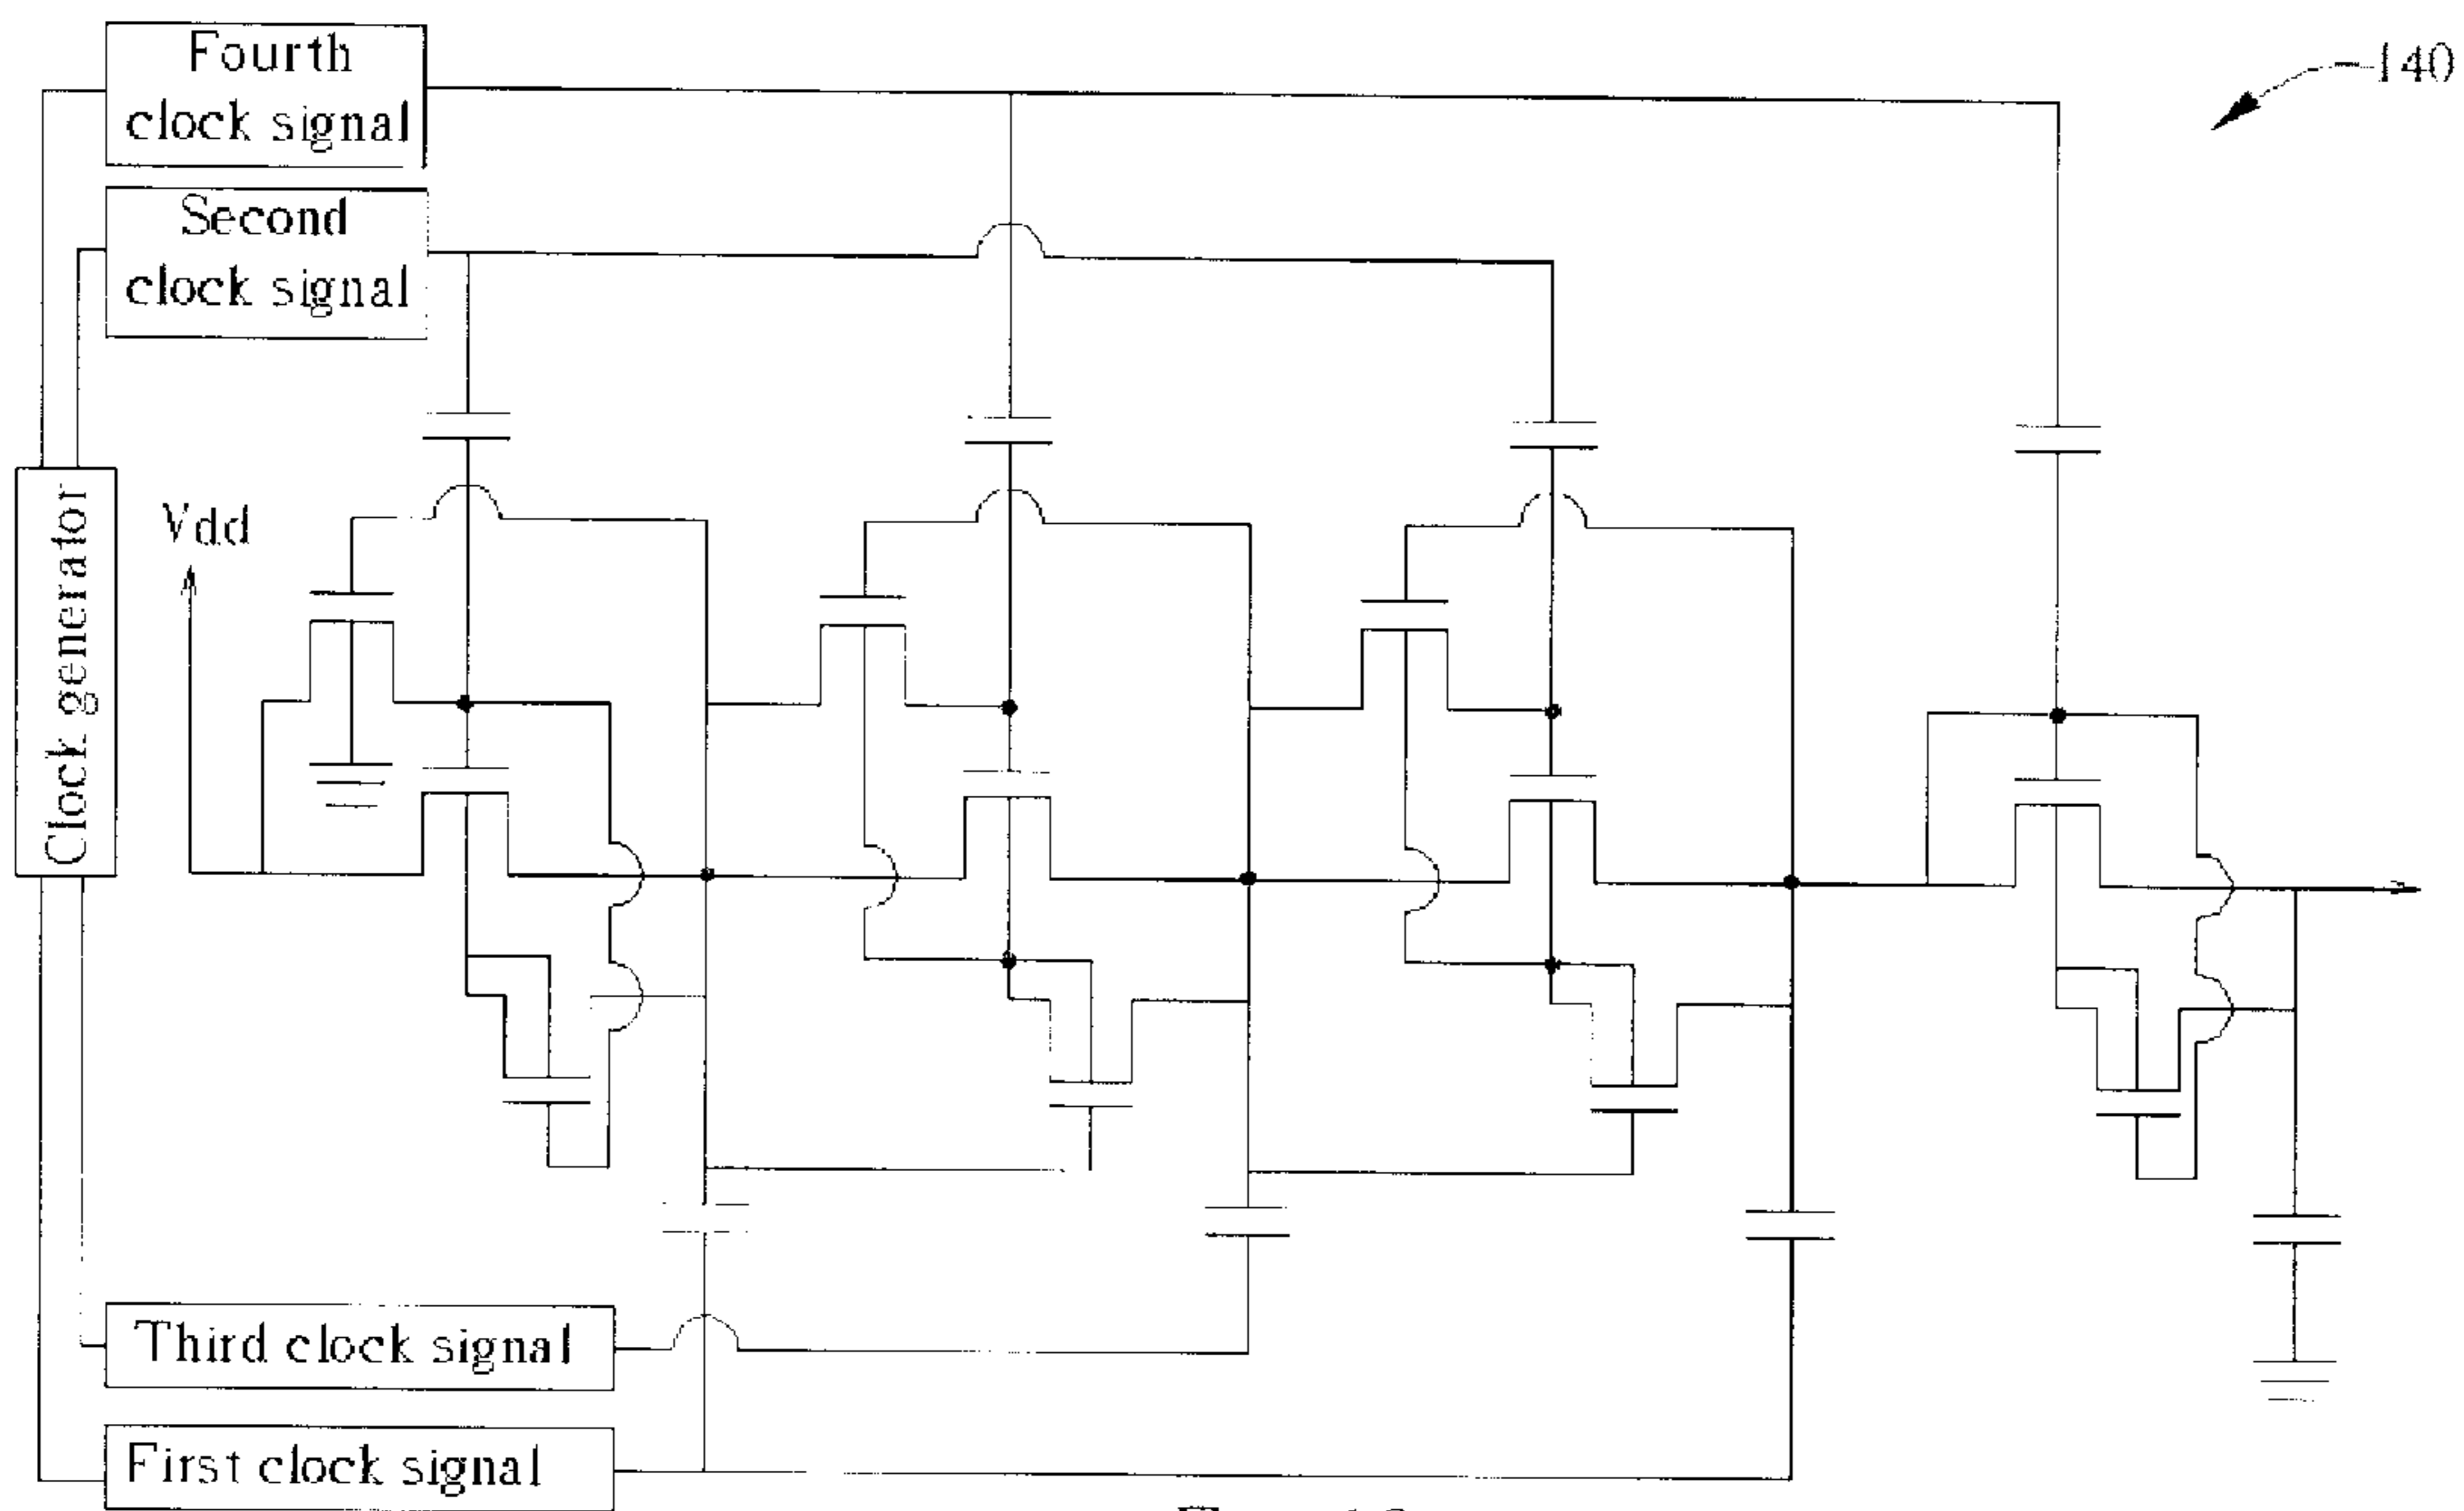 Fourth
clock signal
140
Second
clock signal
Clock generator
Vdd
Third clock signal
First clock signal